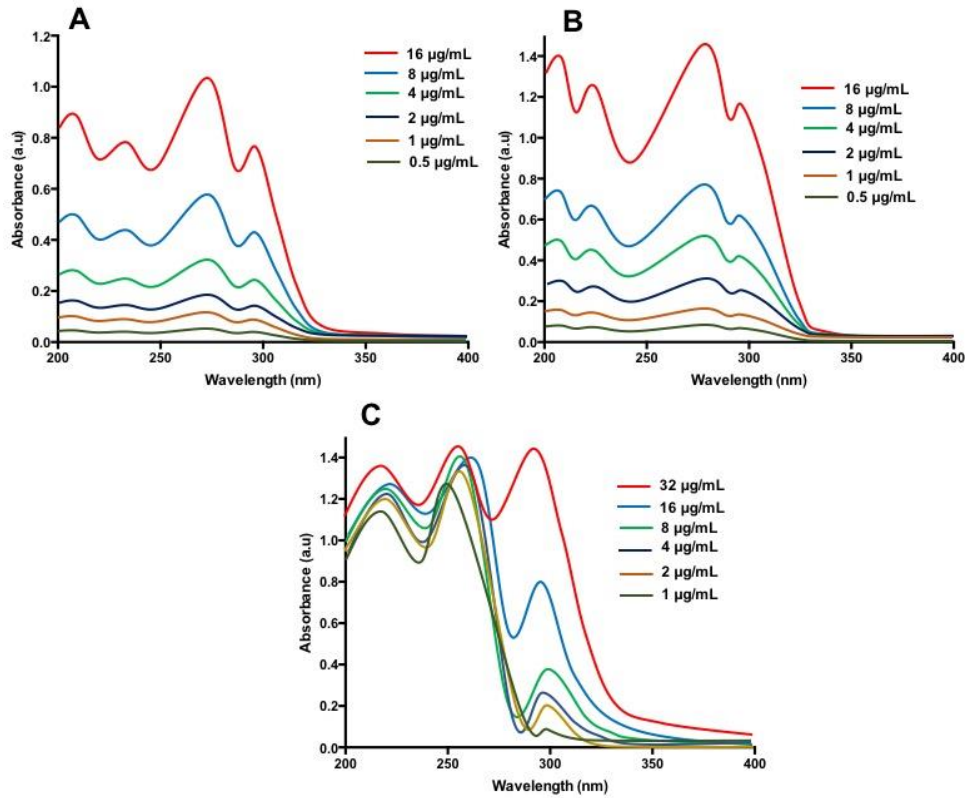 A
1.2
1.0
0.8
0.6
0.4
0.2
0.0
200
250
300
350
400
Absorbance (a.u)
Wavelength (nm)
16 µg/mL
8 µg/mL
4 µg/mL
2 µg/mL
1 µg/mL
0.5 µg/mL
B
1.4
1.2
1.0
0.8
0.6
0.4
0.2
0.0
200
250
300
350
400
Absorbance (a.u)
Wavelength (nm)
16 µg/mL
8 µg/mL
4 µg/mL
2 µg/mL
1 µg/mL
0.5 µg/mL
C
1.4
1.2
1.0
0.8
0.6
0.4
0.2
0.0
200
250
300
350
400
Absorbance (a.u)
Wavelength (nm)
32 µg/mL
16 µg/mL
8 µg/mL
4 µg/mL
2 µg/mL
1 µg/mL